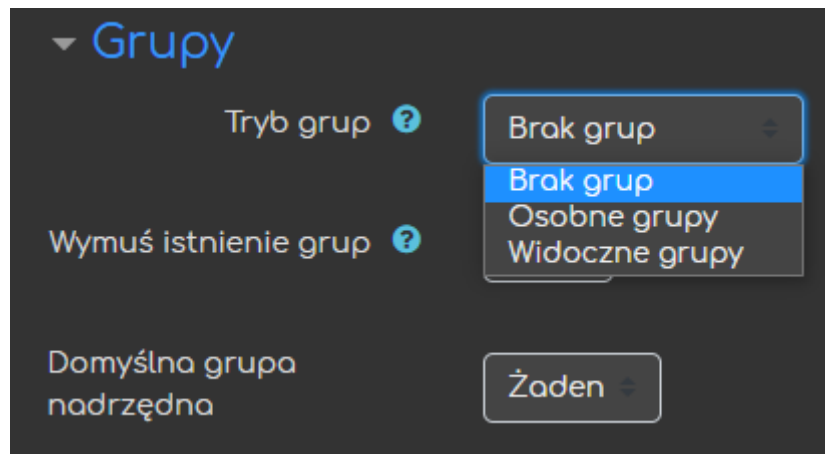 Grupy
Tryb grup
Brak grup
Brak grup
Osobne grupy
Widoczne grupy
Wymuś istnienie grup
Domyślna grupa
nadrzędna
Żaden